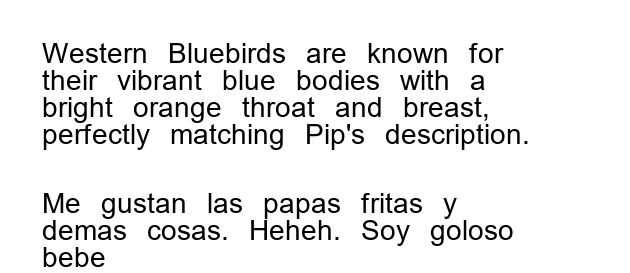 Western Bluebirds are known for
their vibrant blue bodies with a
bright orange throat and breast,
perfectly matching Pip's description.
Me gustan las papas fritas y
demas cosas. Heheh. Soy goloso
bebe